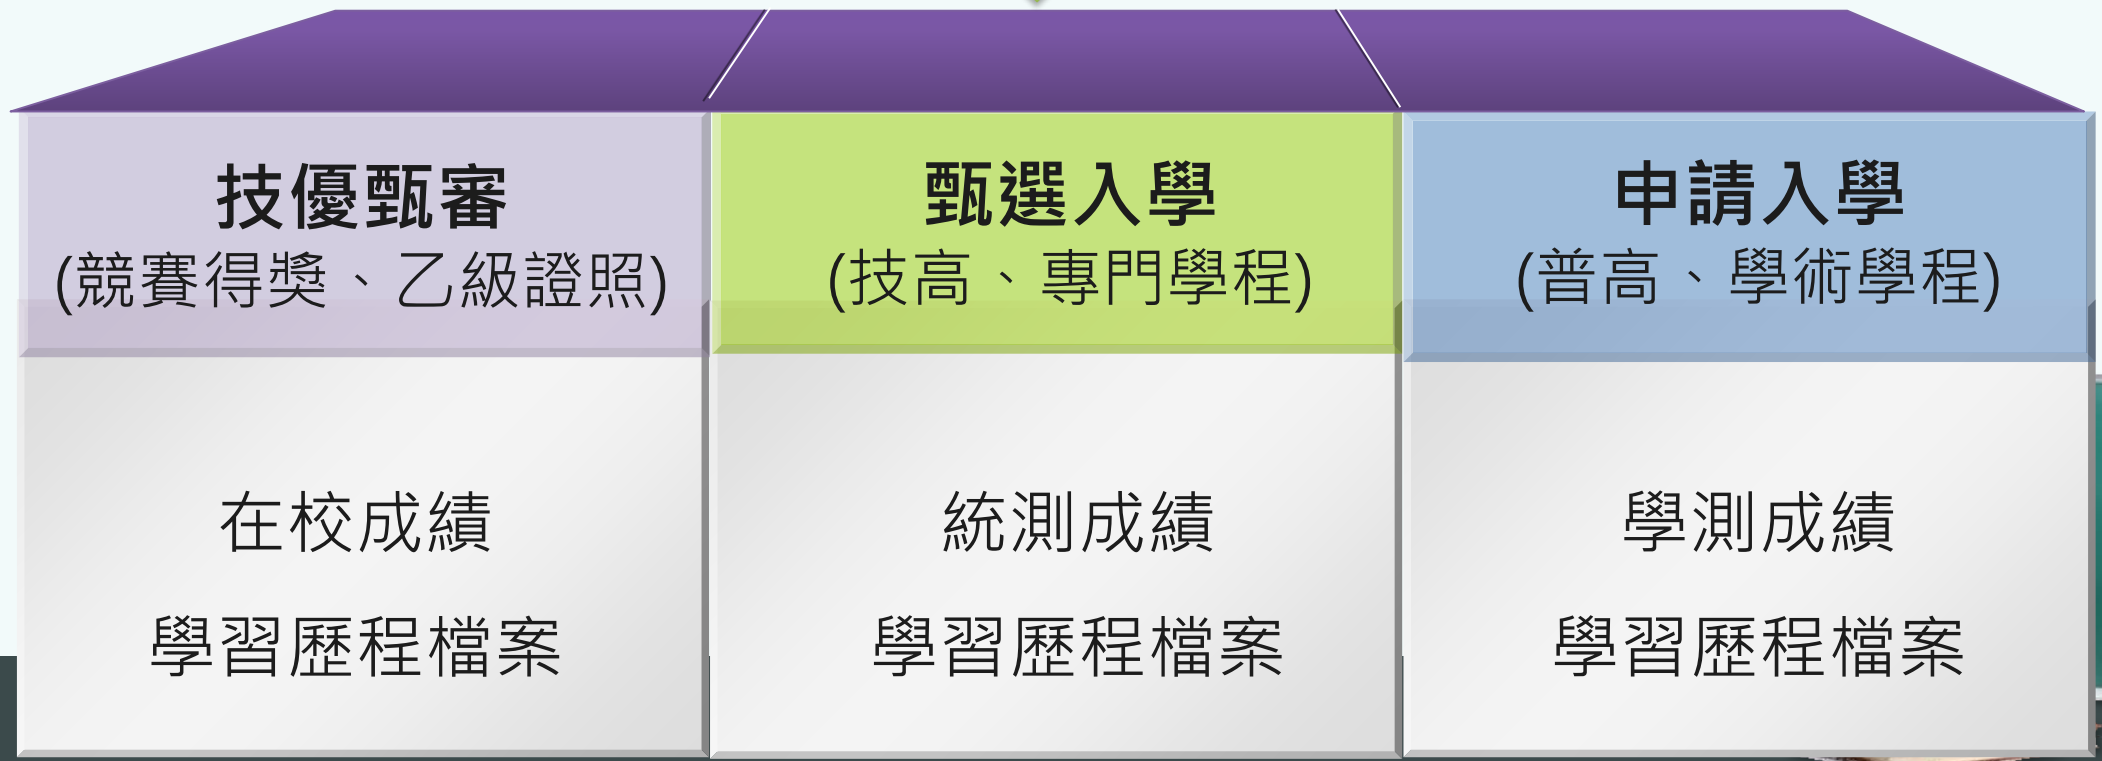 技優甄審
(競賽得獎、乙級證照)
在校成績
學習歷程檔案
甄選入學
(技高、專門學程)
統測成績
學習歷程檔案
申請入學
(普高、學術學程)
學測成績
學習歷程檔案